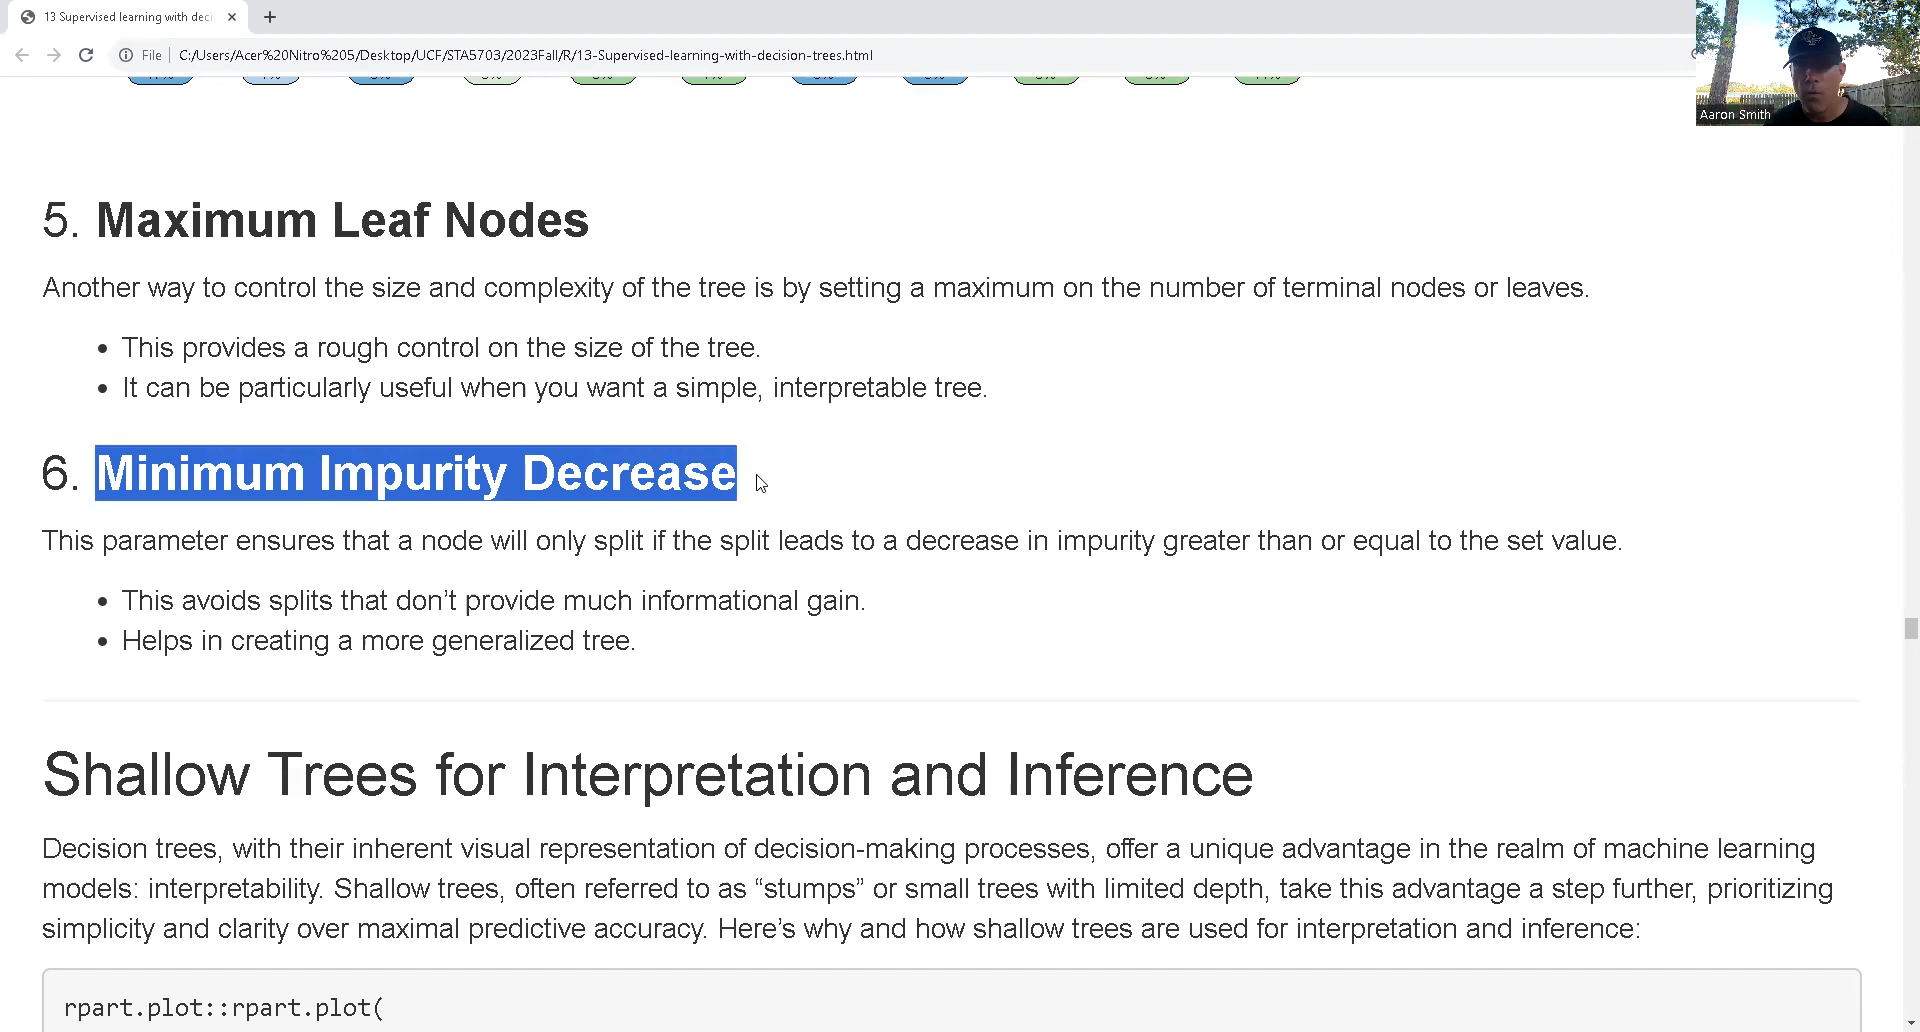 13 Supervised learning with deci
File
C:/Users/Acer%20Nitro%205/Desktop/UCF/STA5703/2023Fall/R/13-Supervised-learning-with-decision-trees.html
Aaron Smith
5. Maximum Leaf Nodes
Another way to control the size and complexity of the tree is by setting a maximum on the number of terminal nodes or leaves.
• This provides a rough control on the size of the tree.
• It can be particularly useful when you want a simple, interpretable tree.
6. Minimum Impurity Decrease
This parameter ensures that a node will only split if the split leads to a decrease in impurity greater than or equal to the set value.
• This avoids splits that don’t provide much informational gain.
• Helps in creating a more generalized tree.
Shallow Trees for Interpretation and Inference
Decision trees, with their inherent visual representation of decision-making processes, offer a unique advantage in the realm of machine learning
models: interpretability. Shallow trees, often referred to as “stumps” or small trees with limited depth, take this advantage a step further, prioritizing
simplicity and clarity over maximal predictive accuracy. Here’s why and how shallow trees are used for interpretation and inference:
rpart.plot::rpart.plot(